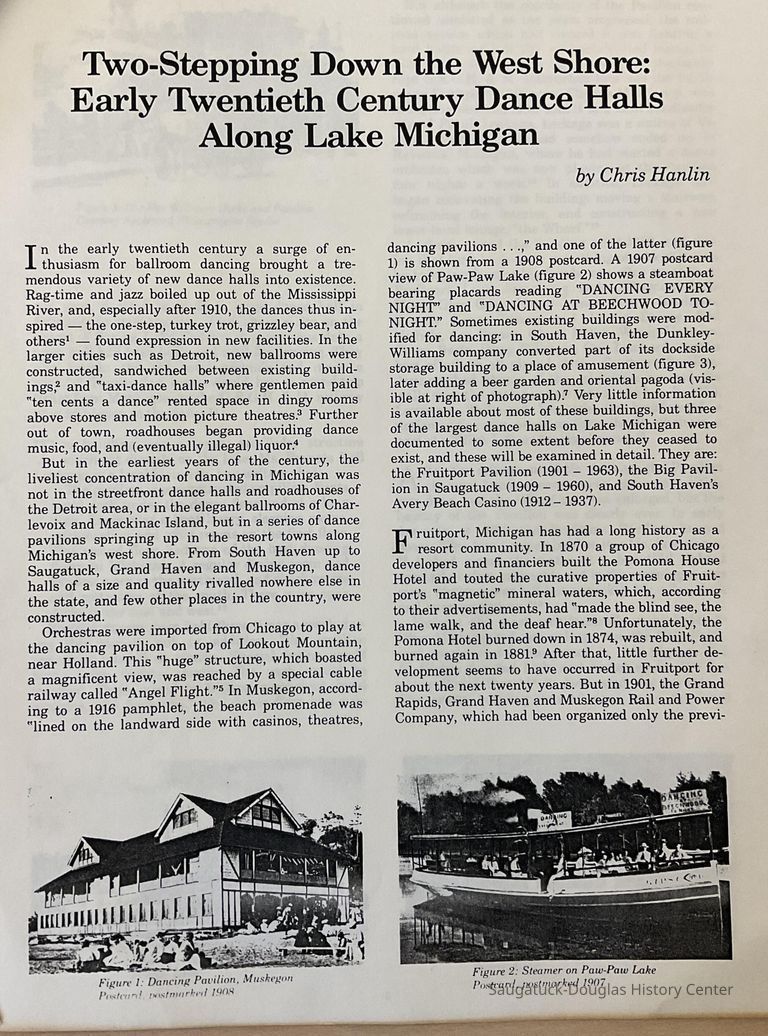 Two-Stepping Down the West Shore:
Early Twentieth Century Dance Halls
Along Lake Michigan
by Chris Hanlin
In the early twentieth century a surge of en-
thusiasm for ballroom dancing brought a tre-
mendous variety of new dance halls into existence.
Rag-time and jazz boiled up out of the Mississippi
River, and, especially after 1910, the dances thus in-
spired — the one-step, turkey trot, grizzley bear, and
others¹ — found expression in new facilities. In the
larger cities such as Detroit, new ballrooms were
constructed, sandwiched between existing build-
ings,² and "taxi-dance halls" where gentlemen paid
"ten cents a dance" rented space in dingy rooms
above stores and motion picture theatres.³ Further
out of town, roadhouses began providing dance
music, food, and (eventually illegal) liquor.⁴
But in the earliest years of the century, the
liveliest concentration of dancing in Michigan was
not in the streetfront dance halls and roadhouses of
the Detroit area, or in the elegant ballrooms of Char-
levoix and Mackinac Island, but in a series of dance
pavilions springing up in the resort towns along
Michigan's west shore. From South Haven up to
Saugatuck, Grand Haven and Muskegon, dance
halls of a size and quality rivalled nowhere else in
the state, and few other places in the country, were
constructed.
Orchestras were imported from Chicago to play at
the dancing pavilion on top of Lookout Mountain,
near Holland. This "huge" structure, which boasted
a magnificent view, was reached by a special cable
railway called "Angel Flight."⁵ In Muskegon, accord-
ing to a 1916 pamphlet, the beach promenade was
"lined on the landward side with casinos, theatres,
dancing pavilions . . .," and one of the latter (figure
1) is shown from a 1908 postcard. A 1907 postcard
view of Paw-Paw Lake (figure 2) shows a steamboat
bearing placards reading "DANCING EVERY
NIGHT" and "DANCING AT BEECHWOOD TO-
NIGHT." Sometimes existing buildings were mod-
ified for dancing: in South Haven, the Dunkley-
Williams company converted part of its dockside
storage building to a place of amusement (figure 3),
later adding a beer garden and oriental pagoda (vis-
ible at right of photograph).⁷ Very little information
is available about most of these buildings, but three
of the largest dance halls on Lake Michigan were
documented to some extent before they ceased to
exist, and these will be examined in detail. They are:
the Fruitport Pavilion (1901 – 1963), the Big Pavil-
ion in Saugatuck (1909 – 1960), and South Haven's
Avery Beach Casino (1912 – 1937).
Fruitport, Michigan has had a long history as a
resort community. In 1870 a group of Chicago
developers and financiers built the Pomona House
Hotel and touted the curative properties of Fruit-
port's "magnetic" mineral waters, which, according
to their advertisements, had "made the blind see, the
lame walk, and the deaf hear."⁸ Unfortunately, the
Pomona Hotel burned down in 1874, was rebuilt, and
burned again in 1881.⁹ After that, little further de-
velopment seems to have occurred in Fruitport for
about the next twenty years. But in 1901, the Grand
Rapids, Grand Haven and Muskegon Rail and Power
Company, which had been organized only the previ-
DANCING
DANCING
BEECHWOOD
Figure 1: Dancing Pavilion, Muskegon
Postcard, postmarked 1908
Figure 2: Steamer on Paw-Paw Lake
Postcard, postmarked 1907
Saugatuck-Douglas History Center